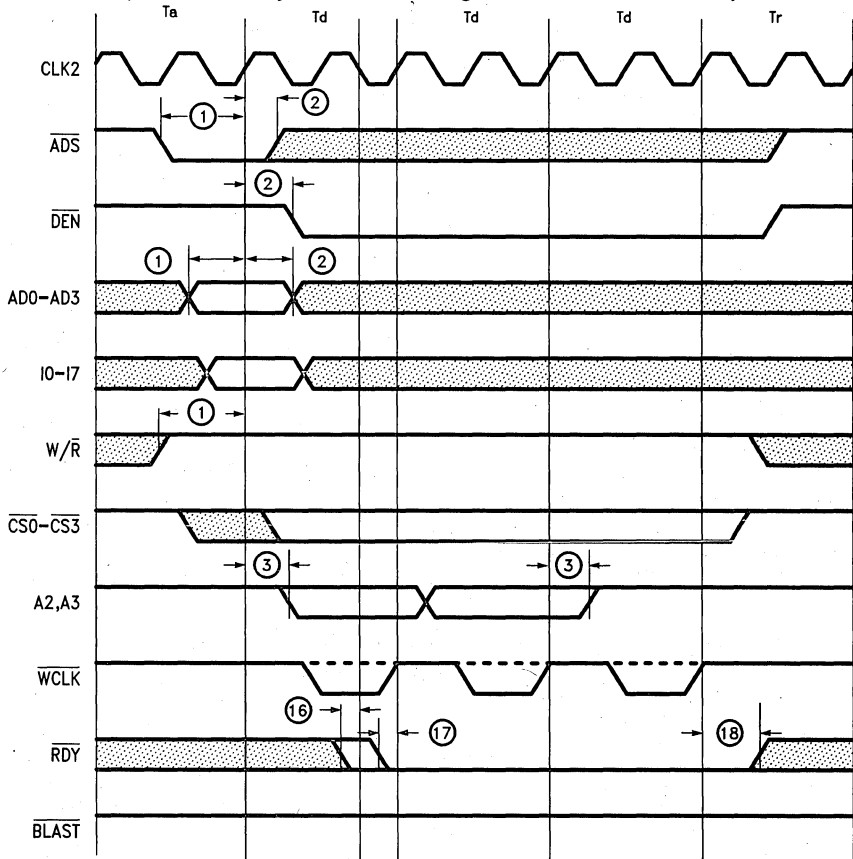 Ta Td Td Td Tr
CLK2
1 2
ADS
2
DEN
1 2
AD0-AD3
I0-I7
1
W/R
CS0-CS3
3 3
A2,A3
WCLK
16
17 18
RDY
BLAST